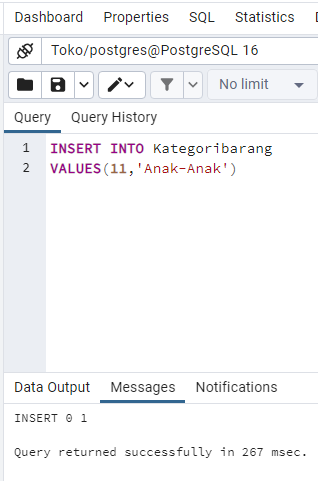 Dashboard Properties SQL Statistics
Toko/postgres@PostgreSQL 16
No limit
Query Query History
1 INSERT INTO Kategoribarang
2 VALUES(11,'Anak-Anak')
Data Output Messages Notifications
INSERT 0 1
Query returned successfully in 267 msec.